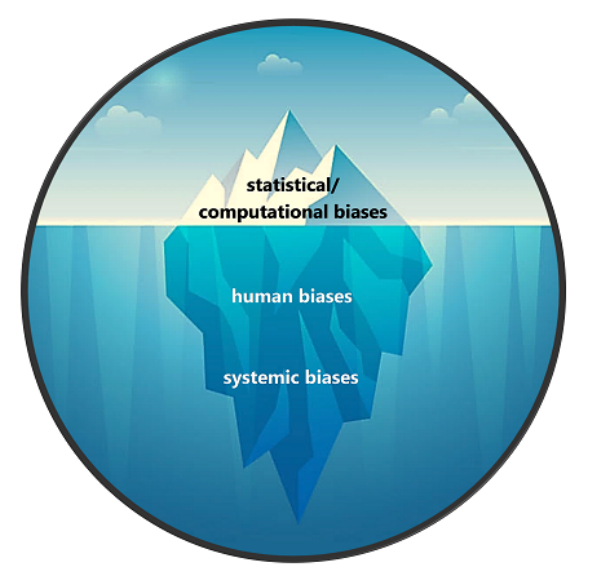 statistical/
computational biases
human biases
systemic biases